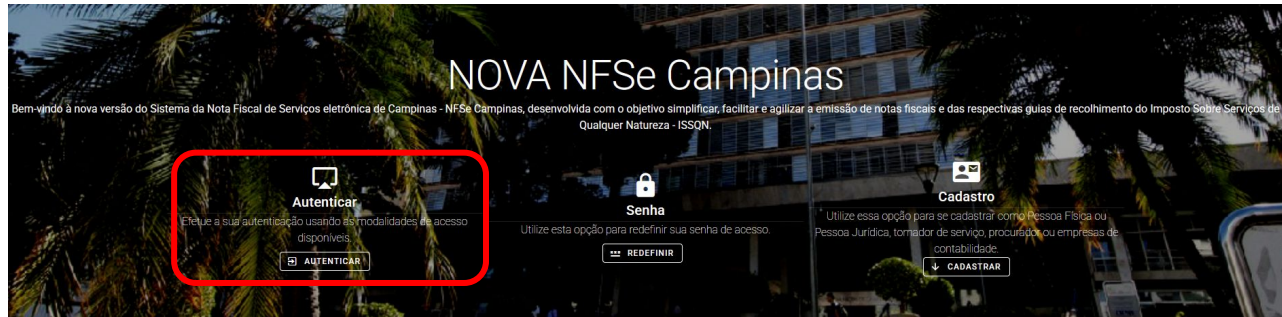 NOVA NFSe Campinas
Bem-vindo à nova versão do Sistema da Nota Fiscal de Serviços eletrônica de Campinas - NFSe Campinas, desenvolvida com o objetivo simplificar, facilitar e agilizar a emissão de notas fiscais e das respectivas guias de recolhimento do Imposto Sobre Serviços de
Qualquer Natureza - ISSQN.
Autenticar
Efetue a sua autenticação usando as modalidades de acesso
disponíveis.
AUTENTICAR
Senha
Utilize esta opção para redefinir sua senha de acesso.
REDEFINIR
Cadastro
Utilize essa opção para se cadastrar como Pessoa Física ou
Pessoa Jurídica, tomador de serviço, procurador ou empresas de
contabilidade.
CADASTRAR